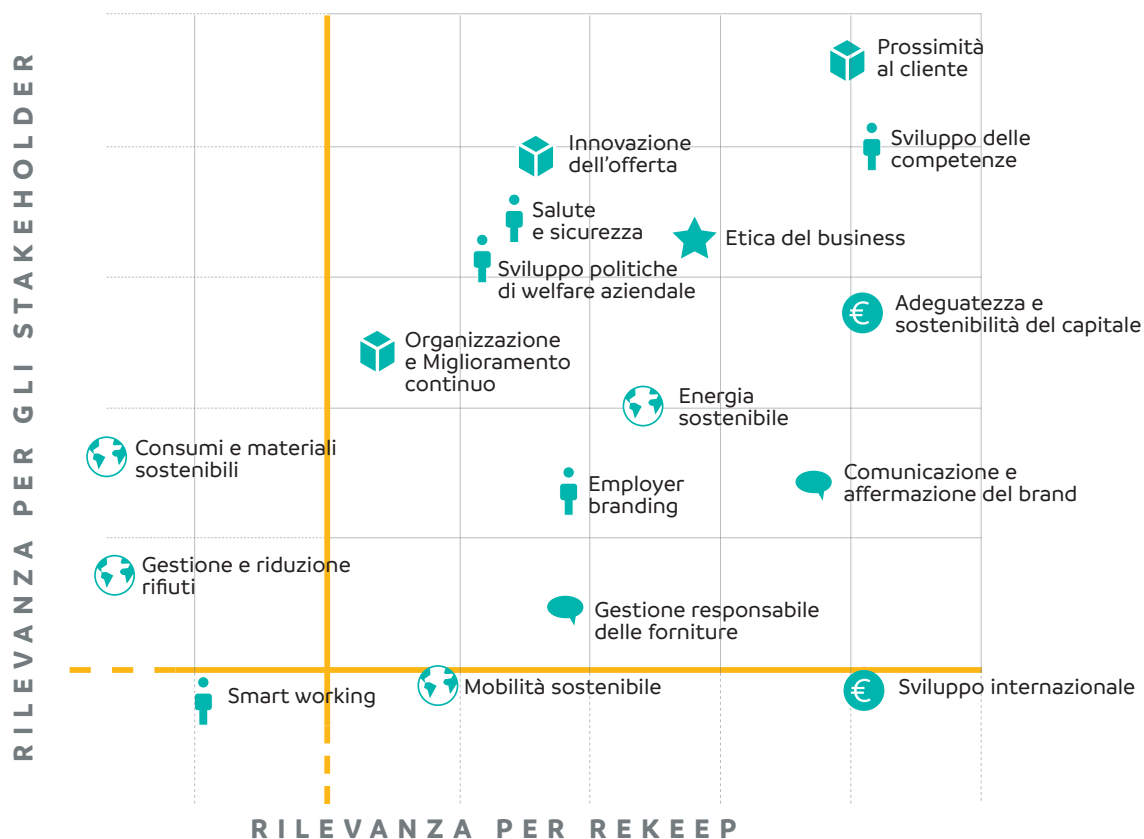 RILEVANZA PER GLI STAKEHOLDER
Prossimità
al cliente
Sviluppo delle
competenze
Innovazione
dell'offerta
Salute
e sicurezza
Etica del business
Sviluppo politiche
di welfare aziendale
Adeguatezza e
sostenibilità del capitale
Organizzazione
e Miglioramento
continuo
Energia
sostenibile
Consumi e materiali
sostenibili
Comunicazione e
affermazione del brand
Employer
branding
Gestione e riduzione
rifiuti
Gestione responsabile
delle forniture
Smart working
Mobilità sostenibile
Sviluppo internazionale
€
€
RILEVANZA PER REKEEP